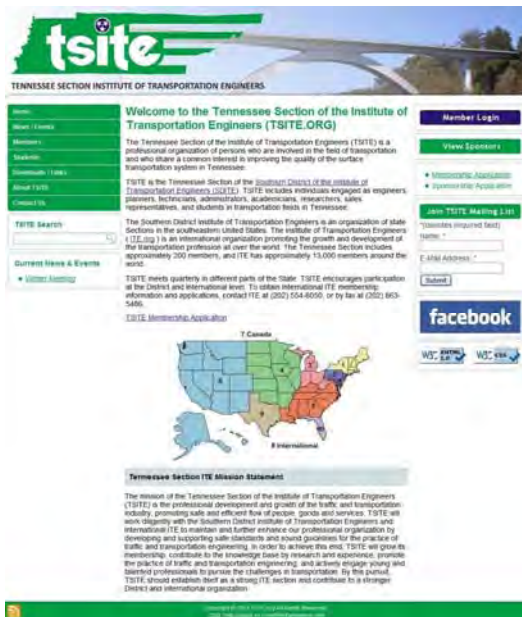 tsite
TENNESSEE SECTION INSTITUTE OF TRANSPORTATION ENGINEERS
Home
News / Events
Members
Students
Downloads / Links
About TSITE
Contact Us
TSITE Search
Current News & Events
Winter Meeting
Welcome to the Tennessee Section of the Institute of
Transportation Engineers (TSITE.ORG)
The Tennessee Section of the Institute of Transportation Engineers (TSITE) is a
professional organization of persons who are involved in the field of transportation
and who share a common interest in improving the quality of the surface
transportation system in Tennessee.
TSITE is the Tennessee Section of the Southern District of the Institute of
Transportation Engineers (SDITE). TSITE includes individuals engaged as engineers,
planners, technicians, administrators, academicians, researchers, sales
representatives, and students in transportation fields in Tennessee.
The Southern District Institute of Transportation Engineers is an organization of state
Sections in the southeastern United States. The Institute of Transportation Engineers
( ITE.org ) is an international organization promoting the growth and development of
the transportation profession all over the world. The Tennessee Section includes
approximately 200 members, and ITE has approximately 13,000 members around the
world.
TSITE meets quarterly in different parts of the State. TSITE encourages participation
at the District and International level. To obtain International ITE membership
information and applications, contact ITE at (202) 554-8050, or by fax at (202) 863-
5486.
TSITE Membership Application
7 Canada
8 International
Tennessee Section ITE Mission Statement
The mission of the Tennessee Section of the Institute of Transportation Engineers
(TSITE) is the professional development and growth of the traffic and transportation
industry, promoting safe and efficient flow of people, goods and services. TSITE will
work diligently with the Southern District Institute of Transportation Engineers and
International ITE to maintain and further enhance our professional organization by
developing and supporting safe standards and sound guidelines for the practice of
traffic and transportation engineering. In order to achieve this end, TSITE will grow its
membership, contribute to the knowledge base by research and experience, promote
the practice of traffic and transportation engineering, and actively engage young and
talented professionals to pursue the challenges in transportation. By this pursuit,
TSITE should establish itself as a strong ITE section and contribute to a stronger
District and international organization.
Member Login
View Sponsors
Membership Application
Sponsorship Application
Join TSITE Mailing List
*(denotes required field)
Name: *
E-Mail Address: *
Submit
facebook
W3C XHTML 1.0
W3C CSS